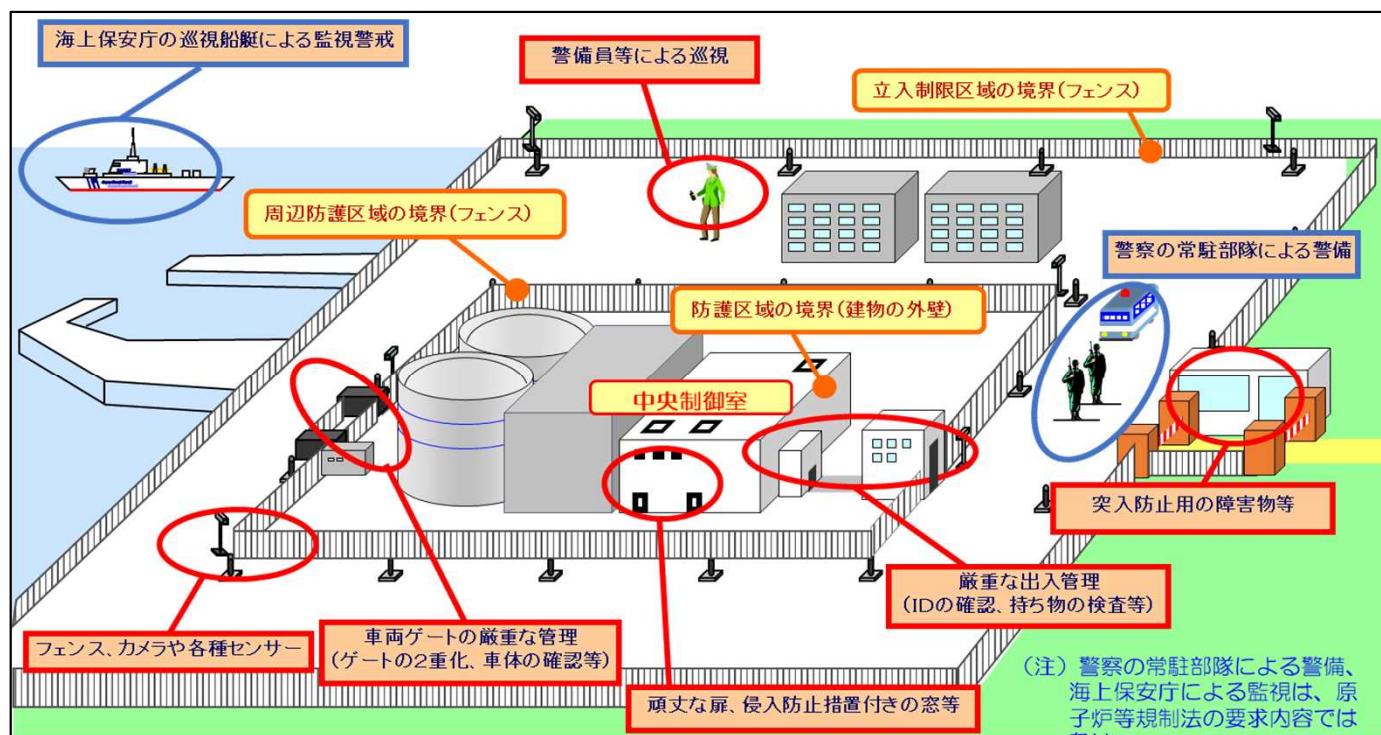 海上保安庁の巡視船艇による監視警戒
警備員等による巡視
立入制限区域の境界(フェンス)
周辺防護区域の境界(フェンス)
警察の常駐部隊による警備
防護区域の境界(建物の外壁)
中央制御室
突入防止用の障害物等
厳重な出入管理
(IDの確認、持ち物の検査等)
フェンス、カメラや各種センサー
車両ゲートの厳重な管理
(ゲートの2重化、車体の確認等)
頑丈な扉、侵入防止措置付きの窓等
(注)警察の常駐部隊による警備、
海上保安庁による監視は、原
子炉等規制法の要求内容では